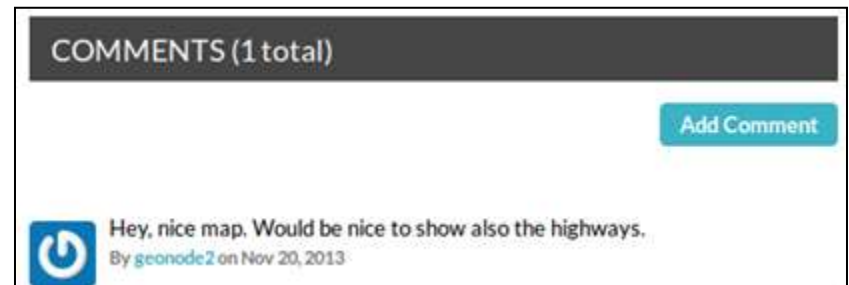 COMMENTS (1 total)
Add Comment
Hey, nice map. Would be nice to show also the highways.
By geonode2 on Nov 20, 2013